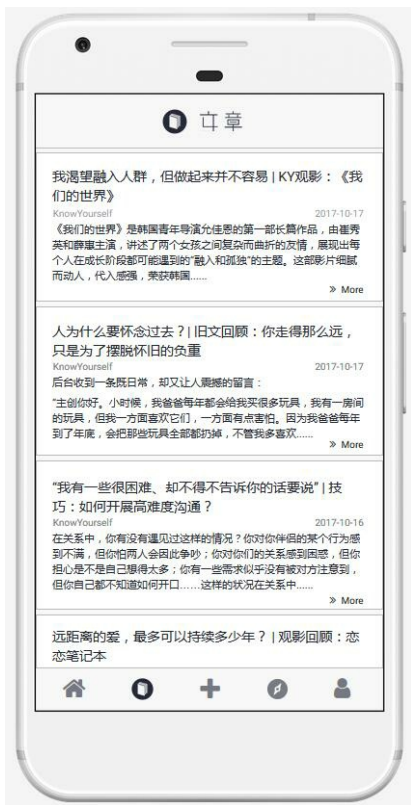 文章
我渴望融入人群，但做起来并不容易 | KY观影：《我
们的世界》
KnowYourself 2017-10-17
《我们的世界》是韩国青年导演允佳恩的第一部长篇作品，由崔秀
英和薛惠主演，讲述了两个女孩之间复杂而曲折的友情，展现出每
个人在成长阶段都可能遇到的“融入和孤独”的主题。这部影片细腻
而动人，代入感强，荣获韩国......
» More
人为什么要怀念过去？| 旧文回顾：你走得那么远，
只是为了摆脱怀旧的负重
KnowYourself 2017-10-17
后台收到一条既日常，却又让人震撼的留言：
“主创你好。小时候，我爸爸每年都会给我买很多玩具，我有一房间
的玩具，但我一方面喜欢它们，一方面有点害怕。因为我爸爸每年
到了年底，会把那些玩具全部都扔掉，不管我多喜欢......
» More
“我有一些很困难、却不得不告诉你的话要说” | 技
巧：如何开展高难度沟通？
KnowYourself 2017-10-16
在关系中，你有没有遇见过这样的情况？你对你伴侣的某个行为感
到不满，但你怕两人会因此争吵；你对你们的关系感到困惑，但你
担心是不是自己想得太多；你有一些需求似乎没有被对方注意到，
但你自己都不知道如何开口……这样的状况在关系中......
» More
远距离的爱，最多可以持续多少年？ | 观影回顾：恋
恋笔记本